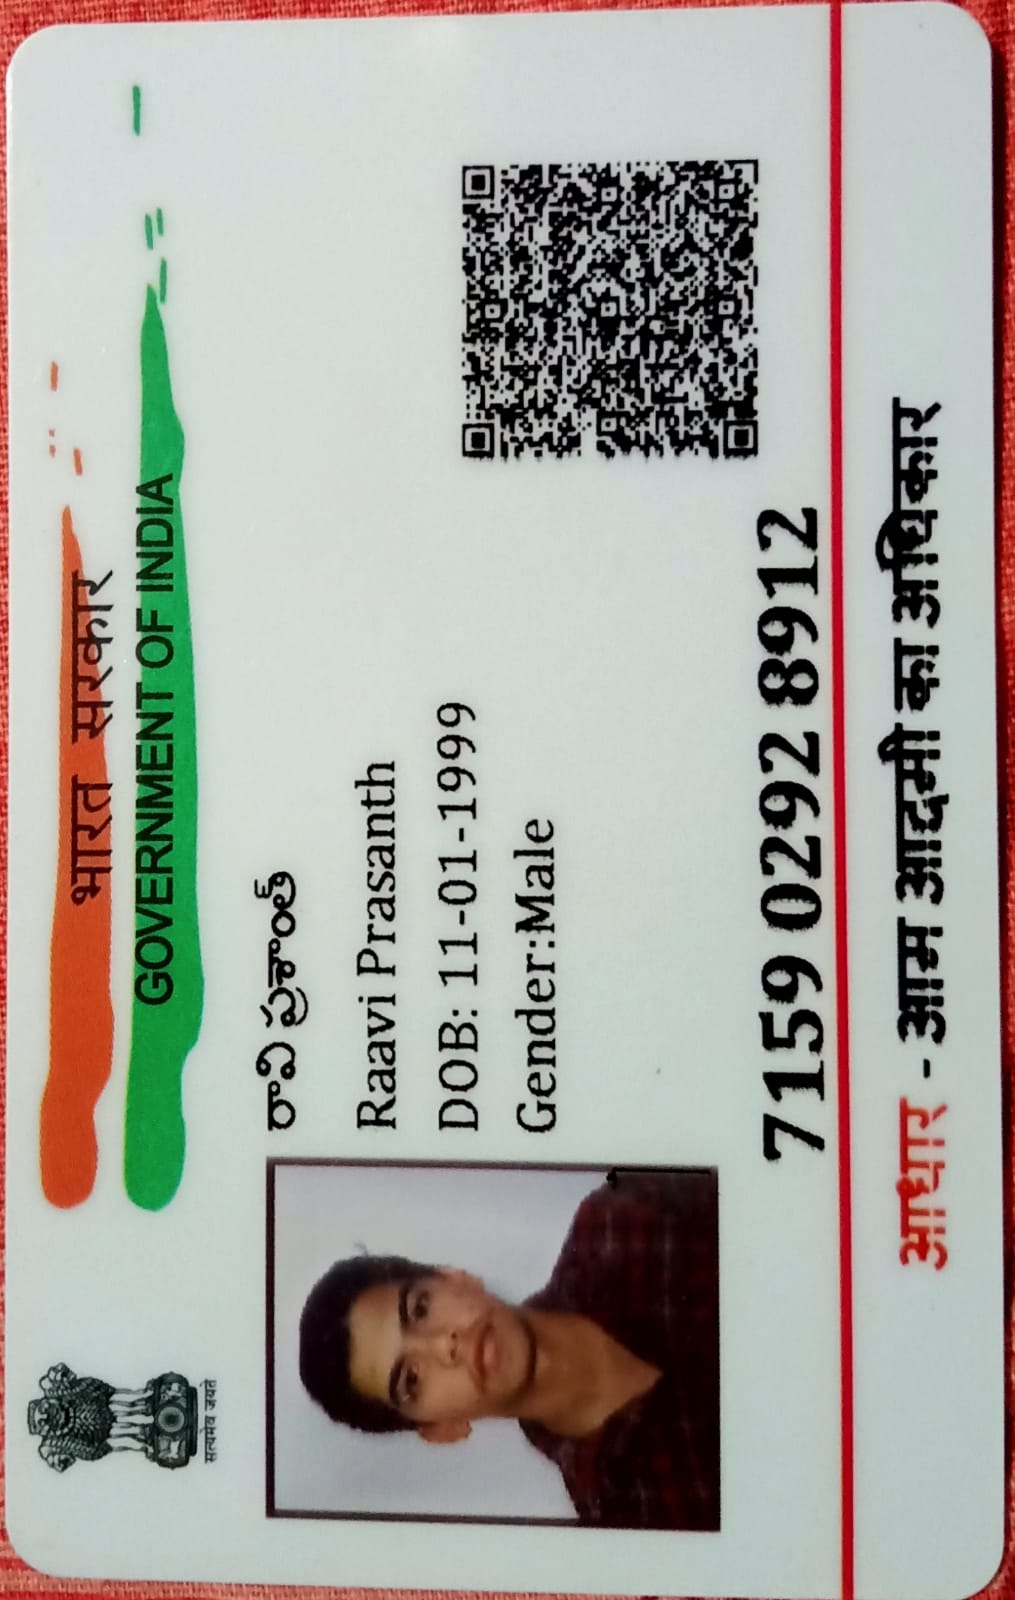 भारत सरकार
GOVERNMENT OF INDIA
सत्यमेव जयते
రావి ప్రశాంత్
Raavi Prasanth
DOB: 11-01-1999
Gender:Male
7159 0292 8912
आधार - आम आदमी का अधिकार